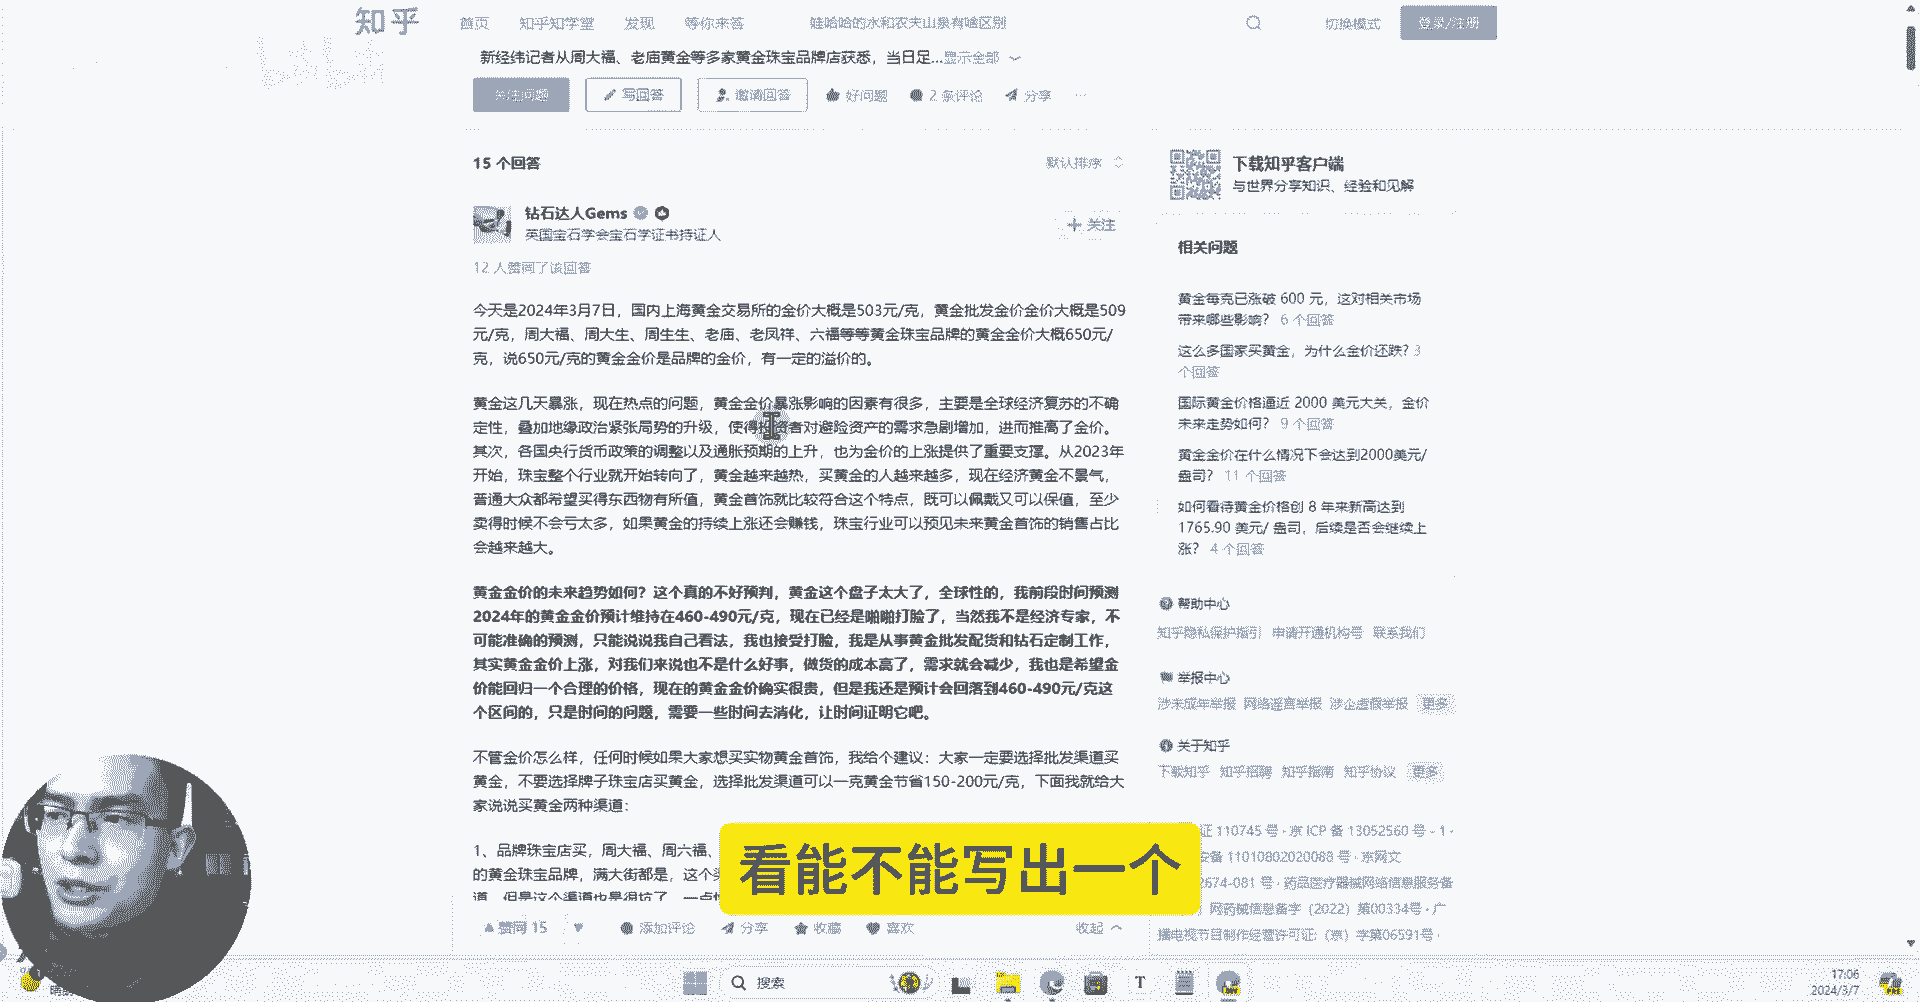 知乎
首页 知乎知学堂 发现 等你来答 娃哈哈的水和农夫山泉有啥区别 切换模式 登录/注册
新经纬记者从周大福、老庙黄金等多家黄金珠宝品牌店获悉，当日足...显示全部
关注问题 写回答 邀请回答 好问题 2 条评论 分享 ...
15 个回答 默认排序
钻石达人Gems
英国宝石学会宝石学证书持证人
+ 关注
12 人赞同了该回答
今天是2024年3月7日，国内上海黄金交易所的金价大概是503元/克，黄金批发金价金价大概是509
元/克，周大福、周大生、周生生、老庙、老凤祥、六福等等黄金珠宝品牌的黄金金价大概650元/
克，说650元/克的黄金金价是品牌的金价，有一定的溢价的。
黄金这几天暴涨，现在热点的问题，黄金金价暴涨影响的因素有很多，主要是全球经济复苏的不确
定性，叠加地缘政治紧张局势的升级，使得投资者对避险资产的需求急剧增加，进而推高了金价。
其次，各国央行货币政策的调整以及通胀预期的上升，也为金价的上涨提供了重要支撑。从2023年
开始，珠宝整个行业就开始转向了，黄金越来越热，买黄金的人越来越多，现在经济黄金不景气，
普通大众都希望买得东西物有所值，黄金首饰就比较符合这个特点，既可以佩戴又可以保值，至少
卖得时候不会亏太多，如果黄金的持续上涨还会赚钱，珠宝行业可以预见未来黄金首饰的销售占比
会越来越大。
黄金金价的未来趋势如何？这个真的不好预判，黄金这个盘子太大了，全球性的，我前段时间预测
2024年的黄金金价预计维持在460-490元/克，现在已经是啪啪打脸了，当然我不是经济专家，不
可能准确的预测，只能说说我自己看法，我也接受打脸，我是从事黄金批发配货和钻石定制工作，
其实黄金金价上涨，对我们来说也不是什么好事，做货的成本高了，需求就会减少，我也是希望金
价能回归一个合理的价格，现在的黄金金价确实很贵，但是我还是预计会回落到460-490元/克这
个区间的，只是时间的问题，需要一些时间去消化，让时间证明它吧。
不管金价怎么样，任何时候如果大家想买实物黄金首饰，我给个建议：大家一定要选择批发渠道买
黄金，不要选择牌子珠宝店买黄金，选择批发渠道可以一克黄金节省150-200元/克，下面我就给大
家说说买黄金两种渠道：
1、品牌珠宝店买，周大福、周六福、
的黄金珠宝品牌，满大街都是，这个
道，但是这个渠道也是很坑了，一点
赞同 15 添加评论 分享 收藏 喜欢 收起
下载知乎客户端
与世界分享知识、经验和见解
相关问题
黄金每克已涨破 600 元，这对相关市场
带来哪些影响？ 6 个回答
这么多国家买黄金，为什么金价还跌？3
个回答
国际黄金价格逼近 2000 美元大关，金价
未来走势如何？ 9 个回答
黄金金价在什么情况下会达到2000美元/
盎司？ 11 个回答
如何看待黄金价格创 8 年来新高达到
1765.90 美元/ 盎司，后续是否会继续上
涨？ 4 个回答
帮助中心
知乎隐私保护指引 申请开通机构号 联系我们
举报中心
涉未成年举报 网络谣言举报 涉企虚假举报 更多
关于知乎
下载知乎 知乎招聘 知乎指南 知乎协议 更多
证 110745 号 · 京 ICP 备 13052560 号 - 1 ·
安备 11010802020088 号 · 京网文
2674-081 号 · 药品医疗器械网络信息服务备
网药械信息备字（2022）第00334号 · 广
播电视节目制作经营许可证:（京）字第06591号 ·
看能不能写出一个
搜索
T
17:06
2024/3/7